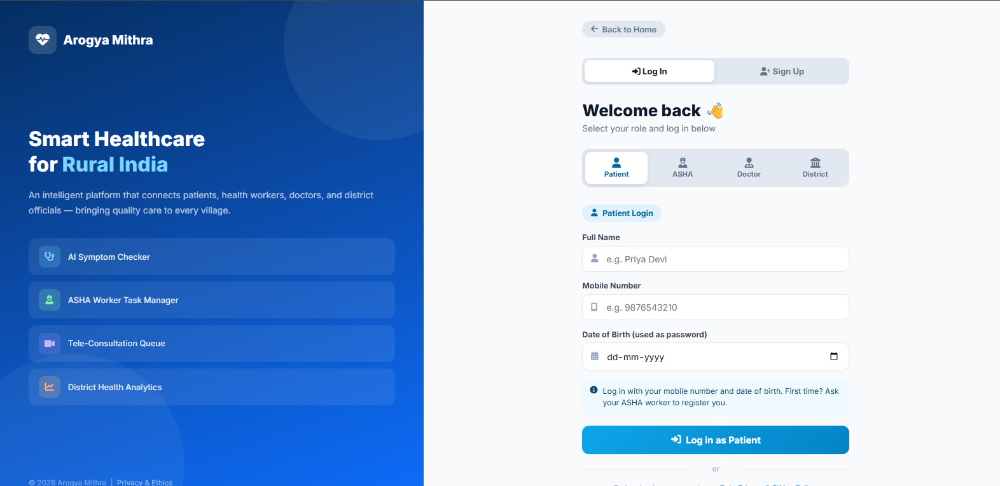 Arogya Mithra
Smart Healthcare
for Rural India
An intelligent platform that connects patients, health workers, doctors, and district
officials — bringing quality care to every village.
AI Symptom Checker
ASHA Worker Task Manager
Tele-Consultation Queue
District Health Analytics
© 2026 Arogya Mithra | Privacy & Ethics
Back to Home
Log In
Sign Up
Welcome back 👋
Select your role and log in below
Patient
ASHA
Doctor
District
Patient Login
Full Name
e.g. Priya Devi
Mobile Number
e.g. 9876543210
Date of Birth (used as password)
dd-mm-yyyy
Log in with your mobile number and date of birth. First time? Ask
your ASHA worker to register you.
Log in as Patient
or